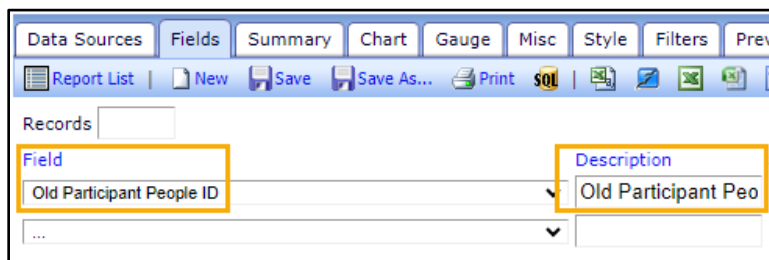 Data Sources Fields Summary Chart Gauge Misc Style Filters Prev
Report List | New Save Save As... Print SQL |
Records
Field Description
Old Participant People ID Old Participant Peo
...